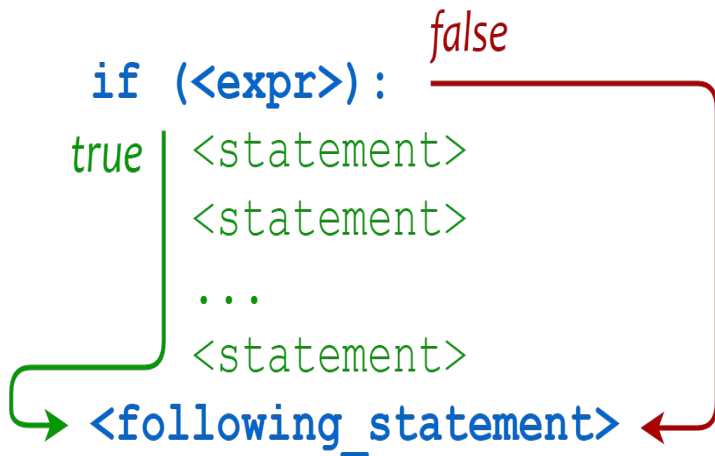 false
if (<expr>):
true <statement>
<statement>
...
<statement>
<following_statement>